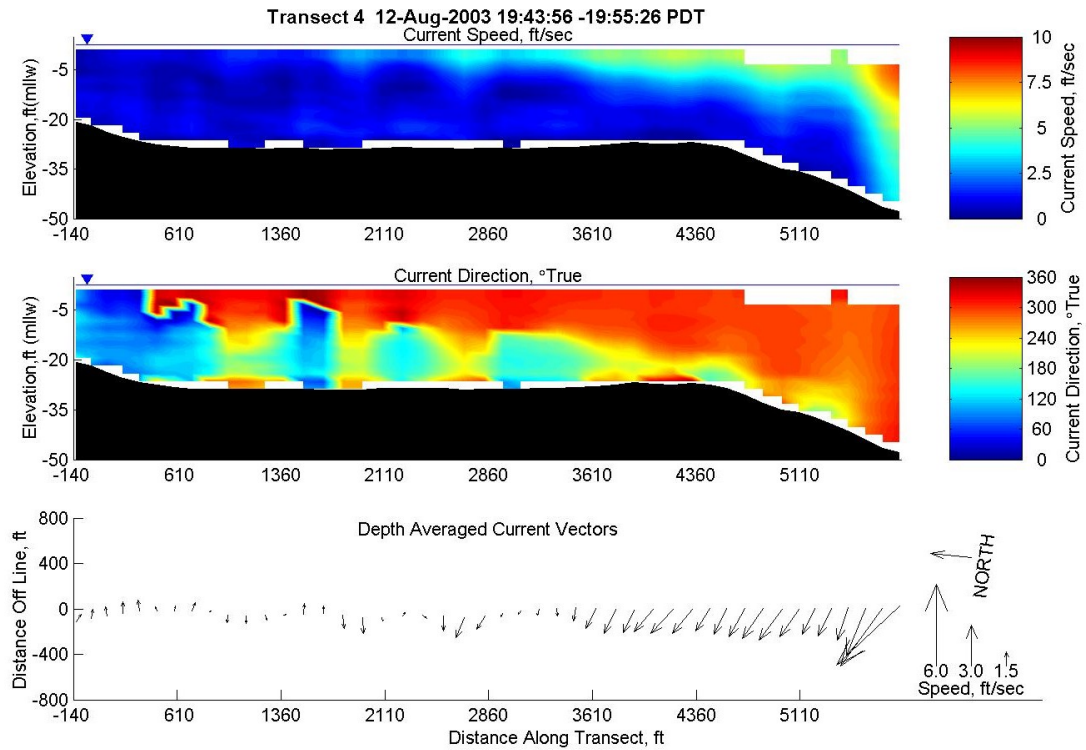 Transect 4 12-Aug-2003 19:43:56 -19:55:26 PDT
Current Speed, ft/sec
Elevation,ft(mllw)
-5
-20
-35
-50
-140 610 1360 2110 2860 3610 4360 5110
10
7.5
5
2.5
0
Current Speed, ft/sec
Current Direction, °True
Elevation,ft (mllw)
-5
-20
-35
-50
-140 610 1360 2110 2860 3610 4360 5110
360
300
240
180
120
60
0
Current Direction, °True
Depth Averaged Current Vectors
Distance Off Line, ft
800
400
0
-400
-800
-140 610 1360 2110 2860 3610 4360 5110
Distance Along Transect, ft
NORTH
6.0 3.0 1.5
Speed, ft/sec